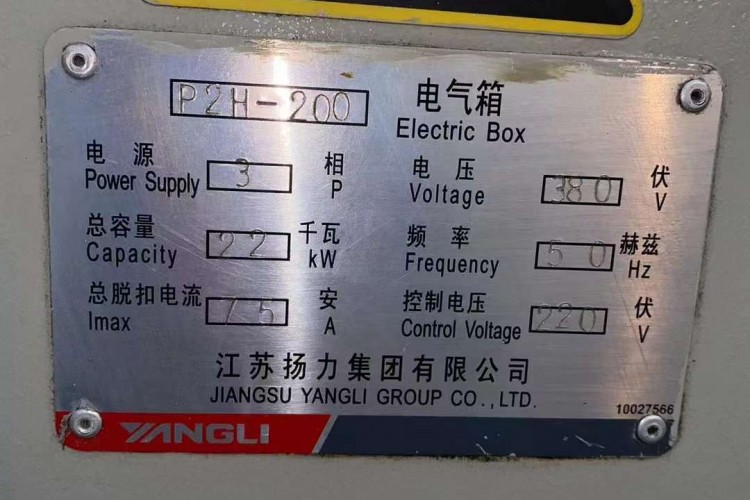 P2H-200 电气箱
Electric Box
电源 3 相 电压 380 伏
Power Supply P Voltage V
总容量 22 千瓦 频率 50 赫兹
Capacity kW Frequency Hz
总脱扣电流 75 安 控制电压 220 伏
Imax A Control Voltage V
江苏扬力集团有限公司
JIANGSU YANGLI GROUP CO.,LTD.
10027566
YANGLI